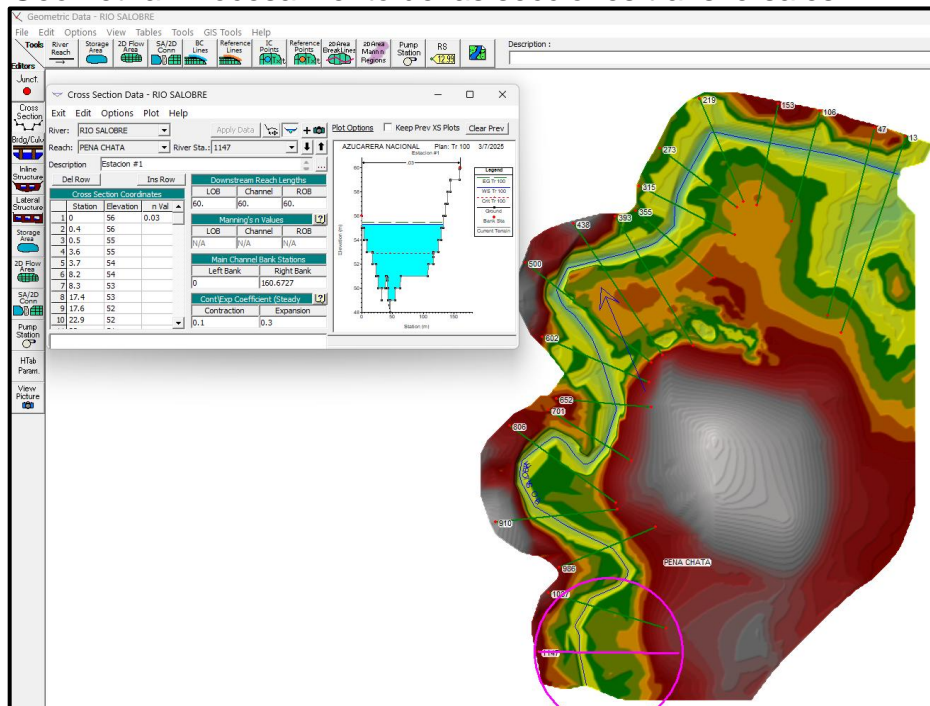 Geometric Data - RIO SALOBRE
File Edit Options View Tables Tools GIS Tools Help
Tools
Editors
River Reach
Storage Area
2D Flow Area
SA/2D Conn
BC Lines
Reference Lines
IC Points
Reference Points
2D Area BreakLines
2D Area Mann n Regions
Pump Station
RS
Description :
Junct.
Cross Section
Brdg/Culv
Inline Structure
Lateral Structure
Storage Area
2D Flow Area
SA/2D Conn
Pump Station
HTab Param.
View Picture
Cross Section Data - RIO SALOBRE
Exit Edit Options Plot Help
River: RIO SALOBRE
Apply Data
Plot Options Keep Prev XS Plots Clear Prev
Reach: PENA CHATA River Sta.: 1147
Description Estacion #1
Del Row Ins Row
Cross Section Coordinates
Station Elevation n Val
1 0 56 0.03
2 0.4 56
3 0.5 55
4 3.6 55
5 3.7 54
6 8.2 54
7 8.3 53
8 17.4 53
9 17.6 52
10 22.9 52
Downstream Reach Lengths
LOB Channel ROB
60. 60. 60.
Manning's n Values
LOB Channel ROB
N/A N/A N/A
Main Channel Bank Stations
Left Bank Right Bank
0 160.6727
Cont\Exp Coefficient (Steady
Contraction Expansion
0.1 0.3
AZUCARERA NACIONAL Plan: Tr 100 3/7/2025
Estacion #1
Legend
EG Tr 100
WS Tr 100
Crit Tr 100
Ground
Bank Sta
Current Terrain
Elevation (m)
0 50 100 150
Station (m)
219
153
106
47
13
273
315
355
393
438
500
602
652
701
806
910
986
1087
1147
PENA CHATA